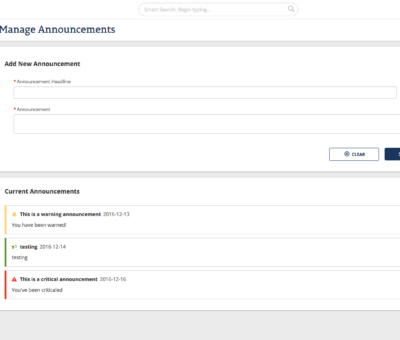 Smart Search: Begin typing...
Manage Announcements
Add New Announcement
* Announcement Headline
* Announcement
CLEAR
Current Announcements
This is a warning announcement 2016-12-13
You have been warned!
testing 2016-12-14
testing
This is a critical announcement 2016-12-16
You've been criticaled